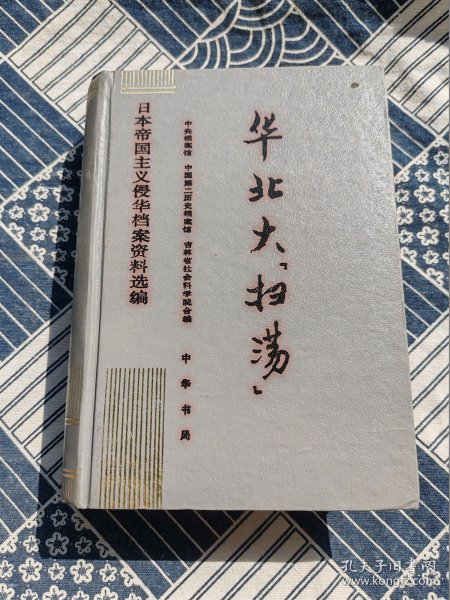 华北大「扫荡」
中央档案馆 中国第二历史档案馆 吉林省社会科学院合编
中华书局
日本帝国主义侵华档案资料选编
孔夫子旧书网
www.kongfz.com